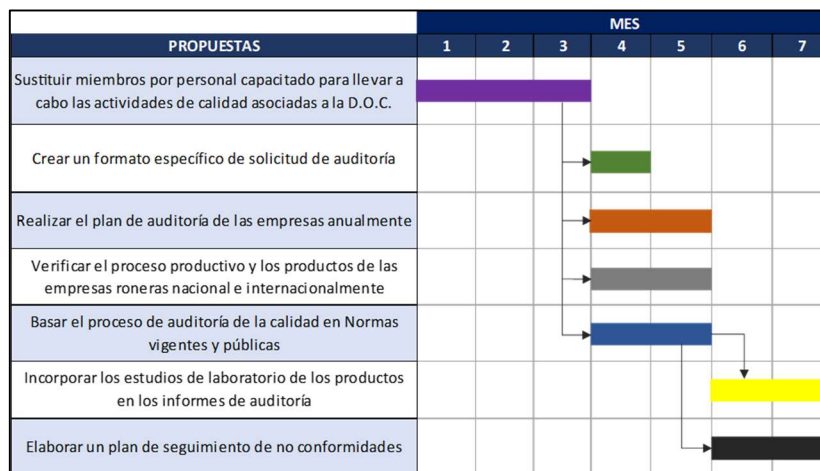 MES
PROPUESTAS 1 2 3 4 5 6 7
Sustituir miembros por personal capacitado para llevar a
cabo las actividades de calidad asociadas a la D.O.C.
Crear un formato específico de solicitud de auditoría
Realizar el plan de auditoría de las empresas anualmente
Verificar el proceso productivo y los productos de las
empresas roneras nacional e internacionalmente
Basar el proceso de auditoría de la calidad en Normas
vigentes y públicas
Incorporar los estudios de laboratorio de los productos
en los informes de auditoría
Elaborar un plan de seguimiento de no conformidades